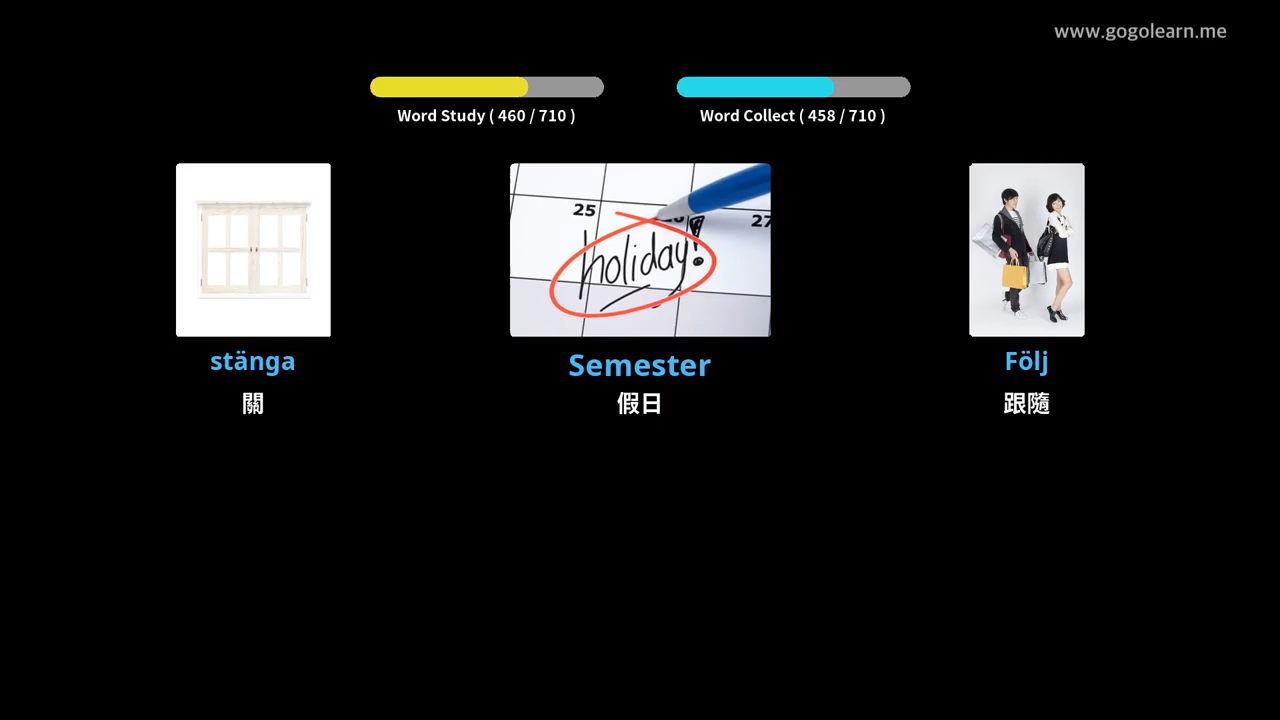 www.gogolearn.me
Word Study ( 460 / 710 )
Word Collect ( 458 / 710 )
25
27
holiday!
stänga
Semester
Följ
關
假日
跟隨